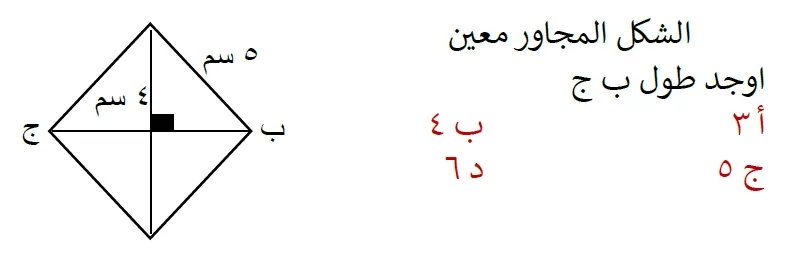 الشكل المجاور معين
اوجد طول ب ج
أ ٣ ب ٤
ج ٥ د ٦
٥ سم
٤ سم
ب
ج